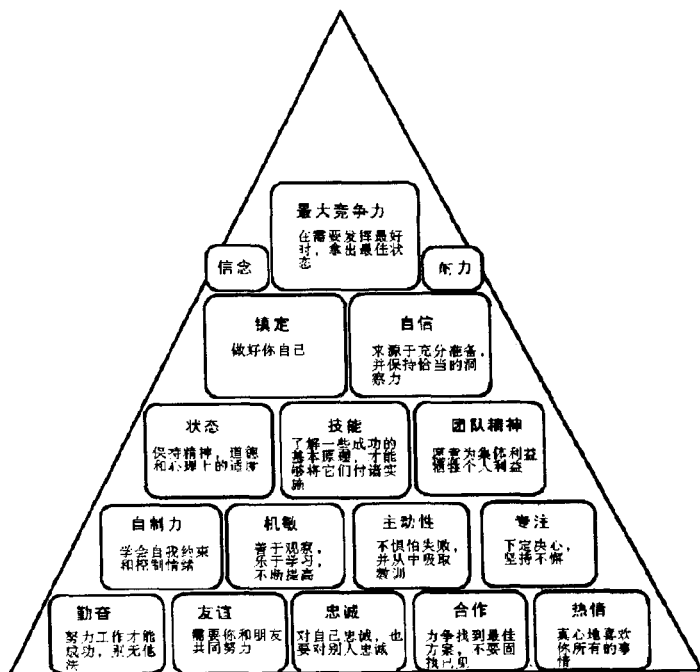 最大竞争力
在需要发挥最好
时，拿出最佳状
态
信念
耐力
镇定
做好你自己
自信
来源于充分准备，
并保持恰当的洞
察力
状态
保持精神，道德
和心理上的适度
技能
了解一些成功的
基本原理，才能
够将它们付诸实
施
团队精神
愿意为集体利益
牺牲个人利益
自制力
学会自我约束
和控制情绪
机敏
善于观察，
乐于学习，
不断提高
主动性
不惧怕失败，
并从中吸取
教训
专注
下定决心，
坚持不懈
勤奋
努力工作才能
成功，别无他
法
友谊
需要你和朋友
共同努力
忠诚
对自己忠诚，也
要对别人忠诚
合作
力争找到最佳
方案，不要固
执已见
热情
真心地喜欢
你所有的事
情